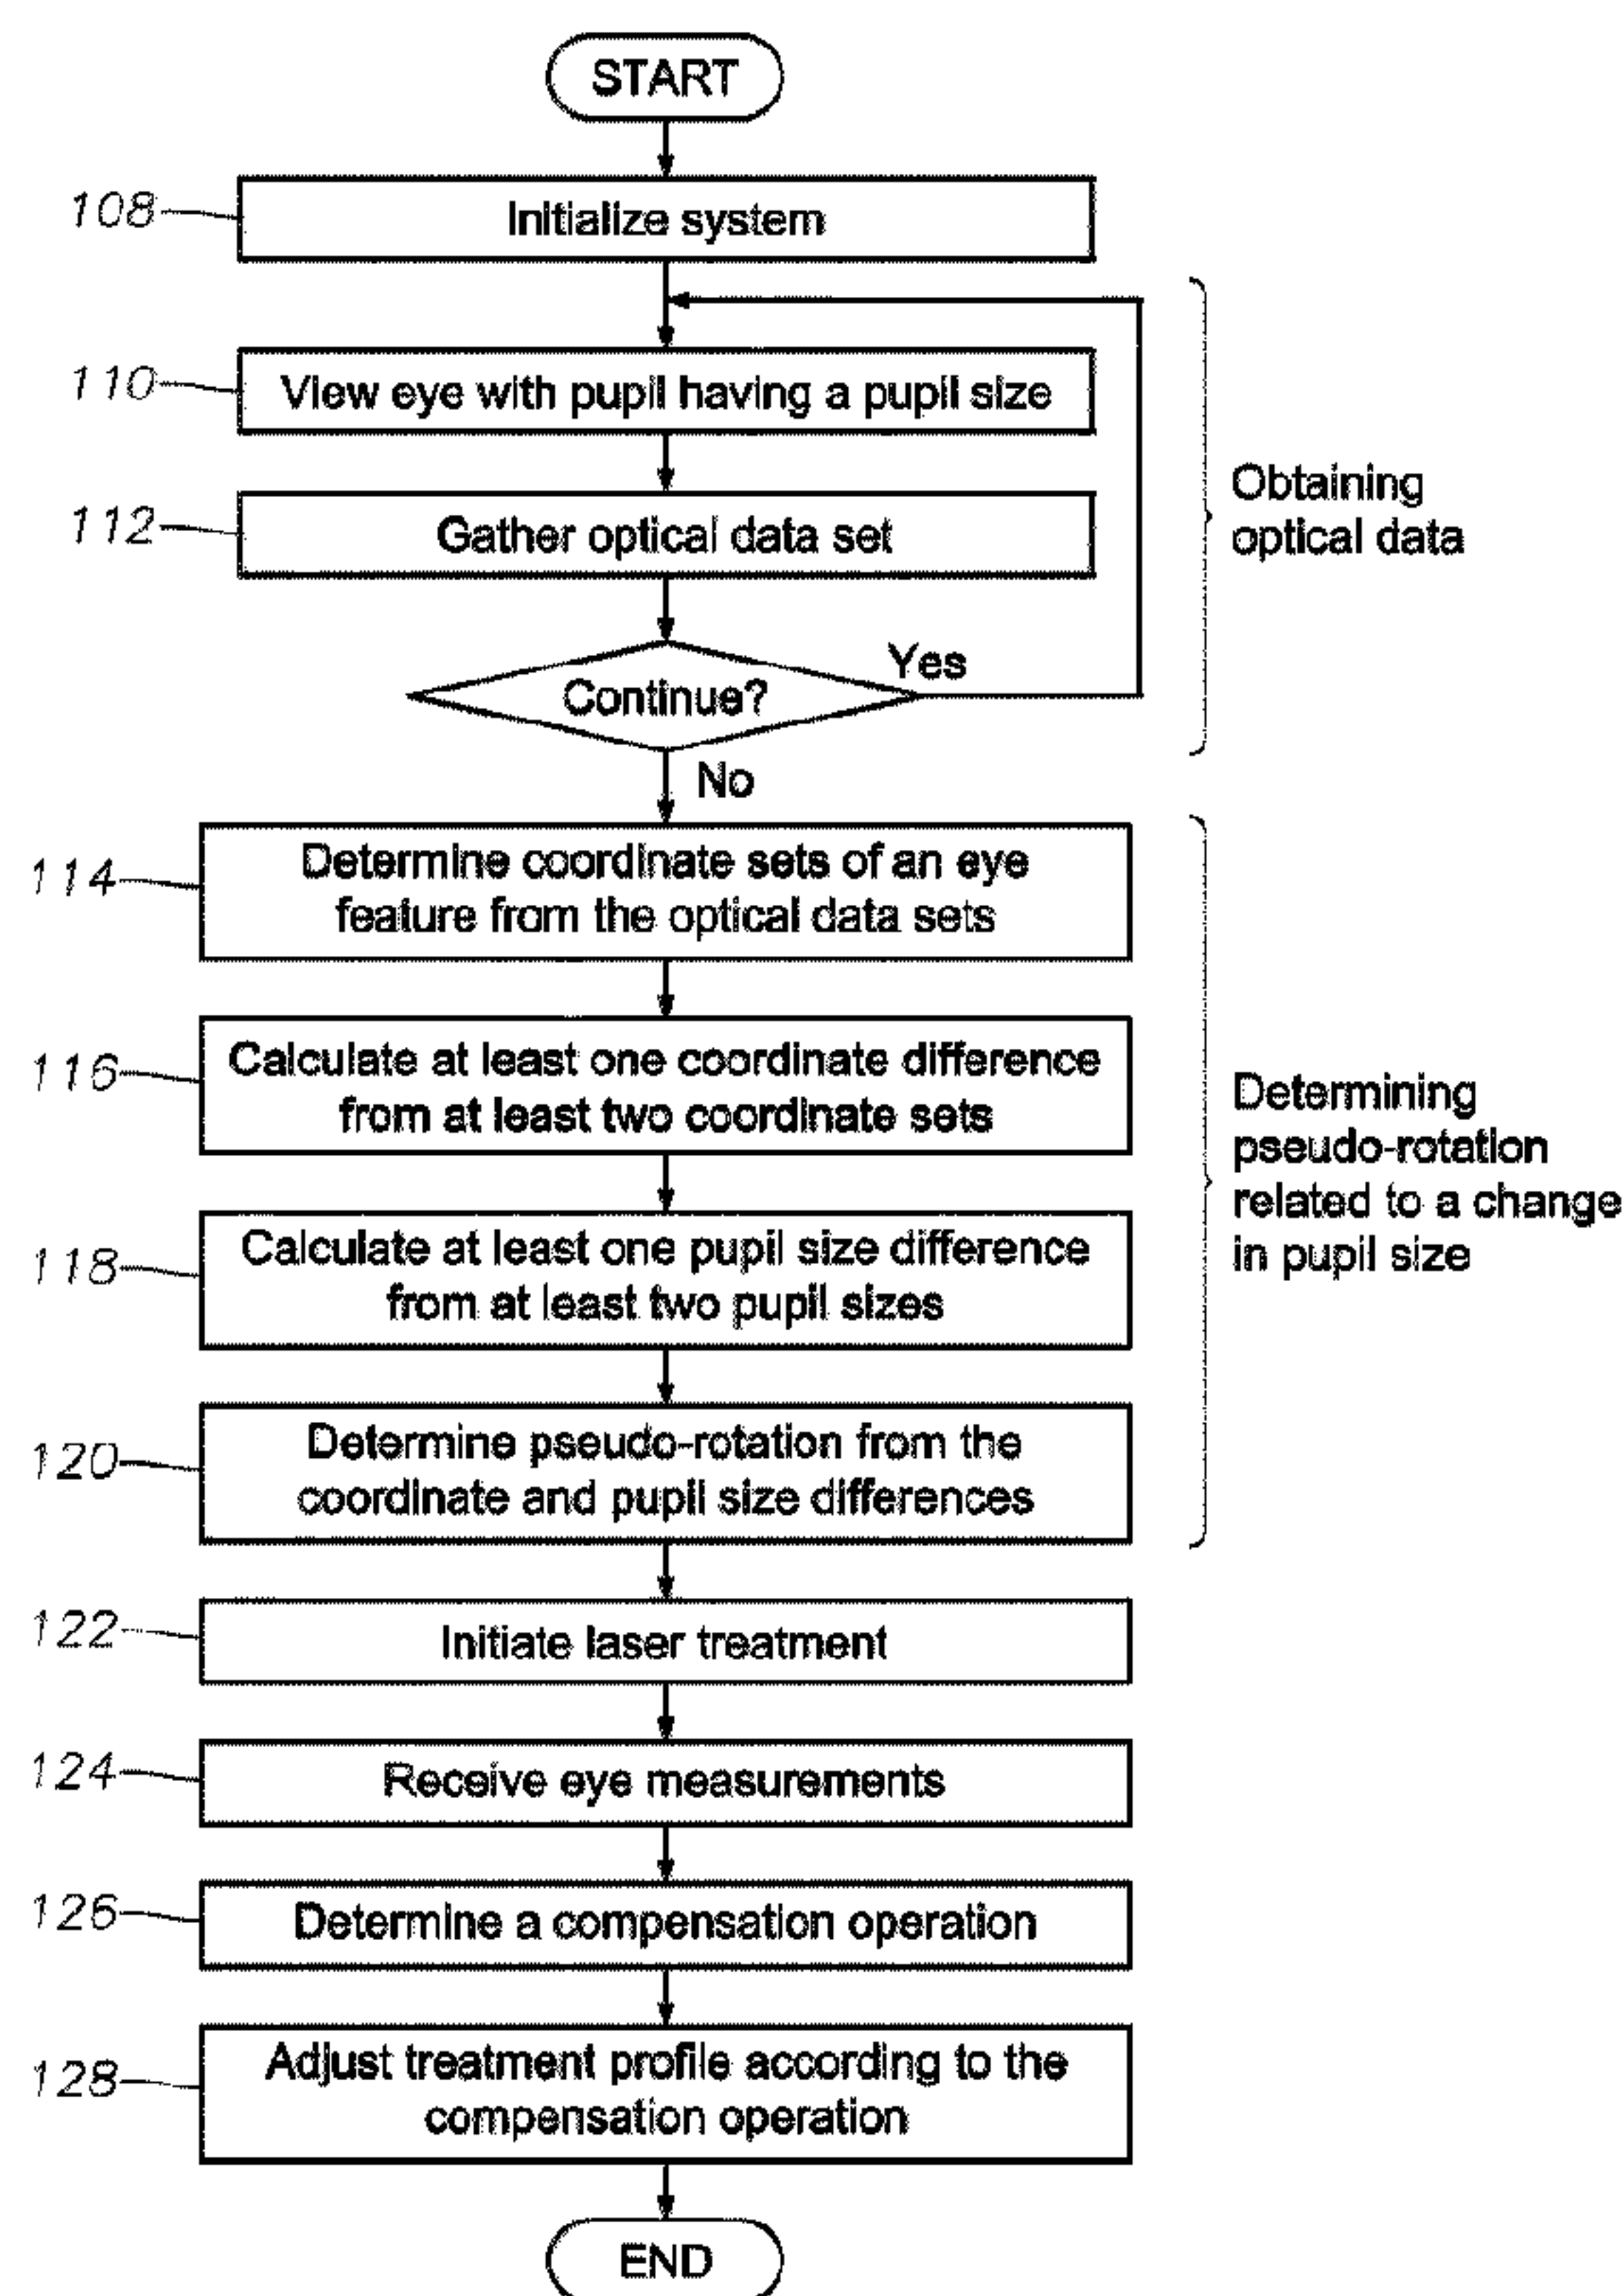 START
108
Initialize system
110
View eye with pupil having a pupil size
112
Gather optical data set
Obtaining
optical data
Yes
Continue?
No
114
Determine coordinate sets of an eye
feature from the optical data sets
116
Calculate at least one coordinate difference
from at least two coordinate sets
Determining
pseudo-rotation
related to a change
in pupil size
118
Calculate at least one pupil size difference
from at least two pupil sizes
120
Determine pseudo-rotation from the
coordinate and pupil size differences
122
Initiate laser treatment
124
Receive eye measurements
126
Determine a compensation operation
128
Adjust treatment profile according to the
compensation operation
END